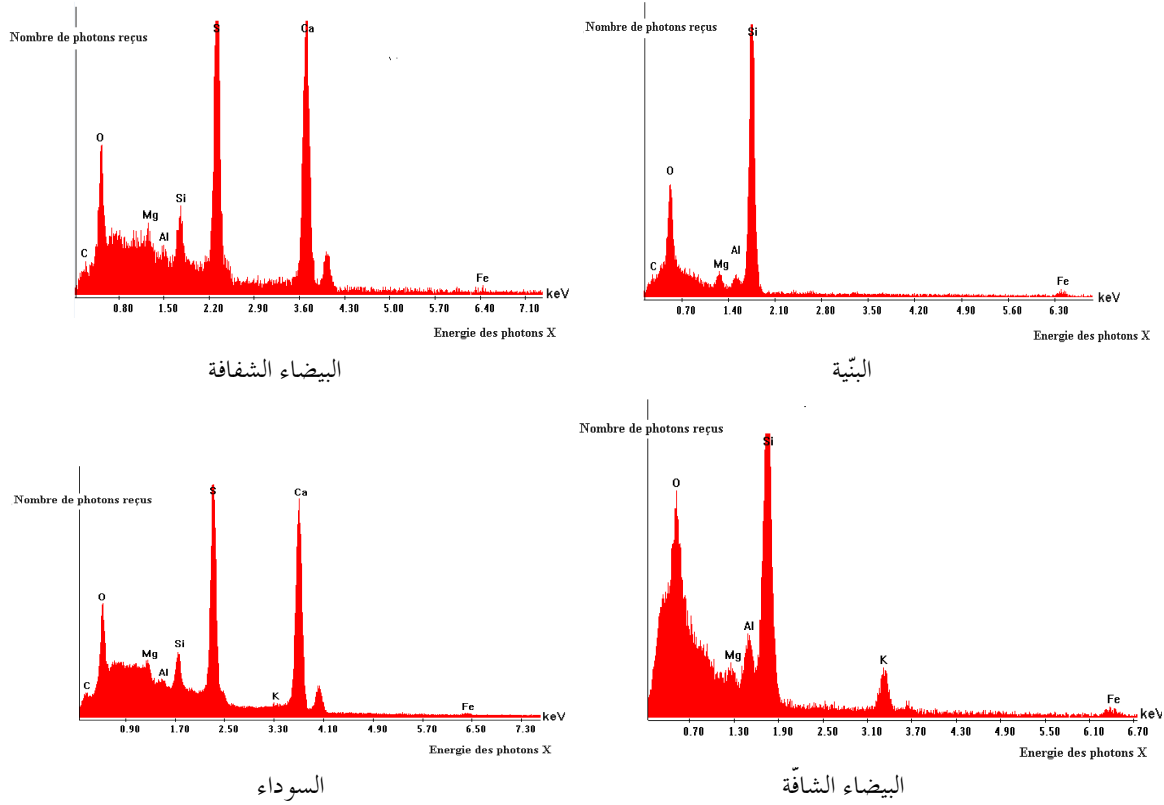 Nombre de photons reçus
S
Ca
O
Si
Mg
Al
C
Fe
keV
0.80 1.50 2.20 2.90 3.60 4.30 5.00 5.70 6.40 7.10
Energie des photons X
البيضاء الشفافة
Nombre de photons reçus
Si
O
Al
Mg
C
Fe
keV
0.70 1.40 2.10 2.80 3.50 4.20 4.90 5.60 6.30
Energie des photons X
البنّية
Nombre de photons reçus
S
Ca
O
Si
Mg
Al
C
K
Fe
keV
0.90 1.70 2.50 3.30 4.10 4.90 5.70 6.50 7.30
Energie des photons X
السوداء
Nombre de photons reçus
Si
O
Al
Mg
K
Fe
keV
0.70 1.30 1.90 2.50 3.10 3.70 4.30 4.90 5.50 6.10 6.70
Energie des photons X
البيضاء الشافّة